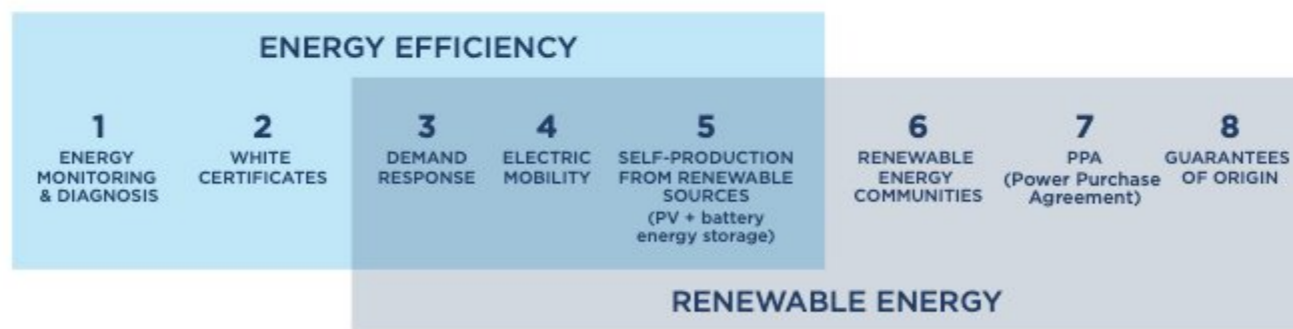 ENERGY EFFICIENCY
1
ENERGY
MONITORING
& DIAGNOSIS
2
WHITE
CERTIFICATES
3
DEMAND
RESPONSE
4
ELECTRIC
MOBILITY
5
SELF-PRODUCTION
FROM RENEWABLE
SOURCES
(PV + battery
energy storage)
6
RENEWABLE
ENERGY
COMMUNITIES
7
PPA
(Power Purchase
Agreement)
8
GUARANTEES
OF ORIGIN
RENEWABLE ENERGY